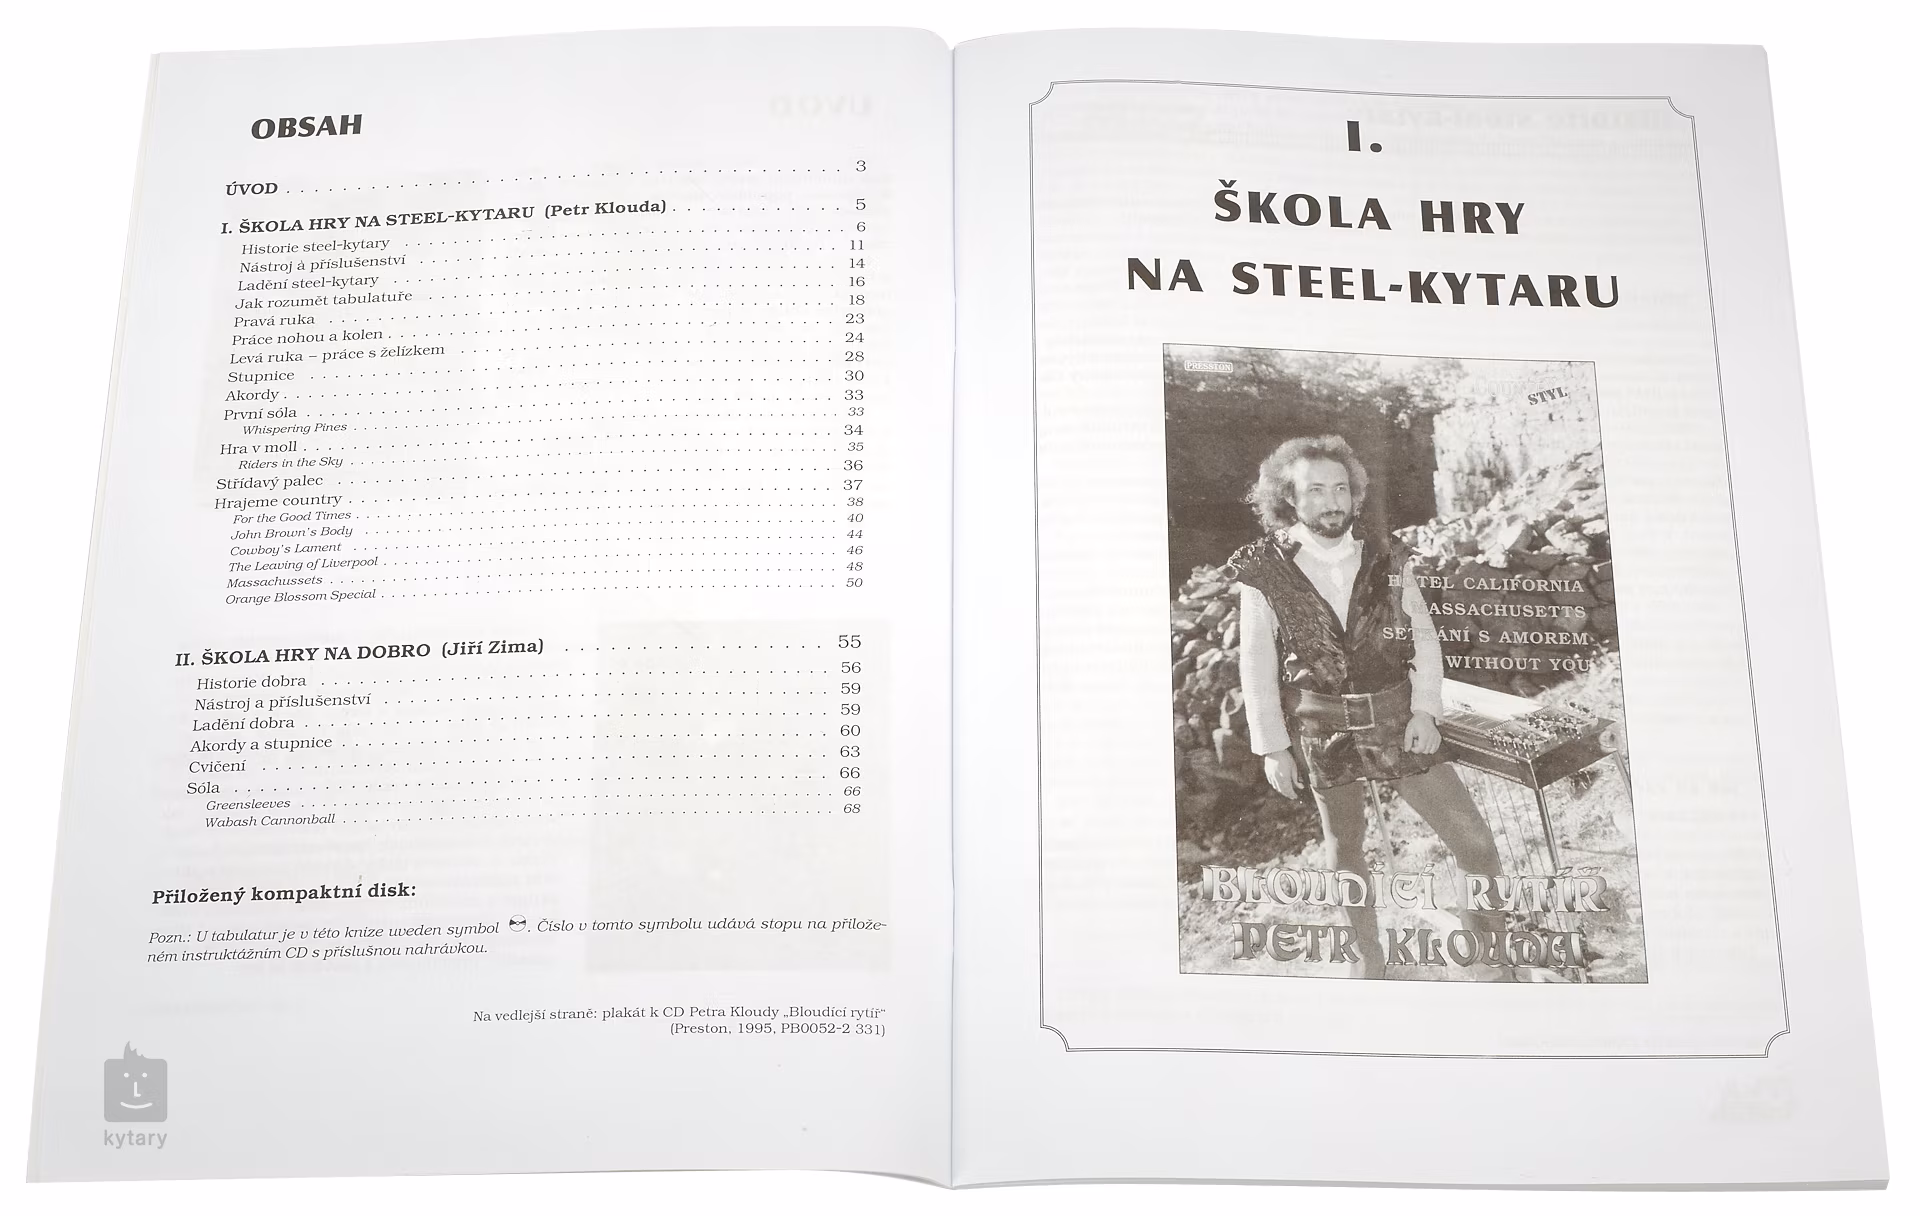 OBSAH
ÚVOD . . . . . . . . . . 3
I. ŠKOLA HRY NA STEEL-KYTARU (Petr Klouda) . . . . . . . . . . 5
Historie steel-kytary . . . . . . . . . . 6
Nástroj a příslušenství . . . . . . . . . . 11
Ladění steel-kytary . . . . . . . . . . 14
Jak rozumět tabulatuře . . . . . . . . . . 16
Pravá ruka . . . . . . . . . . 18
Práce nohou a kolen . . . . . . . . . . 23
Levá ruka – práce s želízkem . . . . . . . . . . 24
Stupnice . . . . . . . . . . 28
Akordy . . . . . . . . . . 30
První sóla . . . . . . . . . . 33
Whispering Pines . . . . . . . . . . 33
Hra v moll . . . . . . . . . . 34
Riders in the Sky . . . . . . . . . . 35
Střídavý palec . . . . . . . . . . 36
Hrajeme country . . . . . . . . . . 37
For the Good Times . . . . . . . . . . 38
John Brown's Body . . . . . . . . . . 40
Cowboy's Lament . . . . . . . . . . 44
The Leaving of Liverpool . . . . . . . . . . 46
Massachussets . . . . . . . . . . 48
Orange Blossom Special . . . . . . . . . . 50
II. ŠKOLA HRY NA DOBRO (Jiří Zima) . . . . . . . . . . 55
Historie dobra . . . . . . . . . . 56
Nástroj a příslušenství . . . . . . . . . . 59
Ladění dobra . . . . . . . . . . 59
Akordy a stupnice . . . . . . . . . . 60
Cvičení . . . . . . . . . . 63
Sóla . . . . . . . . . . 66
Greensleeves . . . . . . . . . . 66
Wabash Cannonball . . . . . . . . . . 68
Přiložený kompaktní disk:
Pozn.: U tabulatur je v této knize uveden symbol . Číslo v tomto symbolu udává stopu na přilože-
ném instruktážním CD s příslušnou nahrávkou.
Na vedlejší straně: plakát k CD Petra Kloudy „Bloudící rytíř"
(Preston, 1995, PB0052-2 331)
kytary
I.
ŠKOLA HRY
NA STEEL-KYTARU
PRESSTON
COUNTRY
STYL
HOTEL CALIFORNIA
MASSACHUSETTS
SETKÁNÍ S AMOREM
WITHOUT YOU
BLOUDÍCÍ RYTÍŘ
PETR KLOUDA